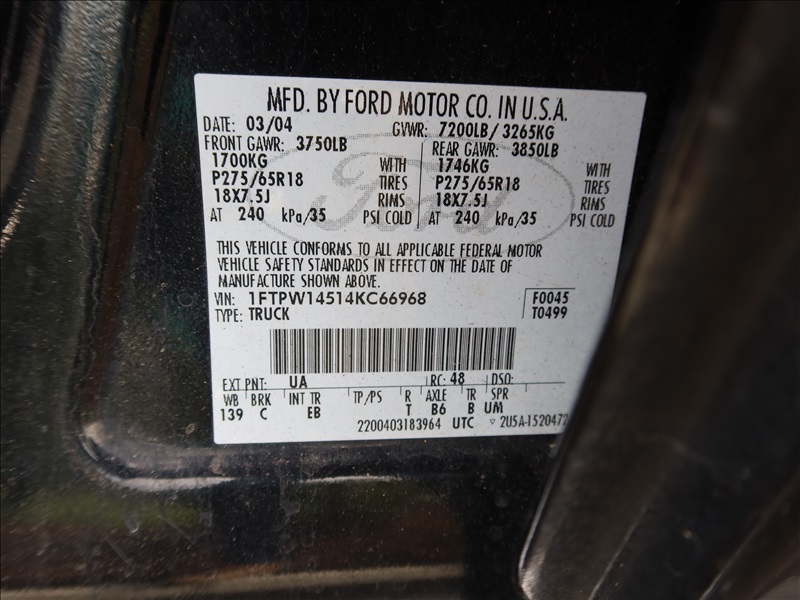 MFD. BY FORD MOTOR CO. IN U.S.A.
DATE: 03/04 GVWR: 7200LB/ 3265KG
FRONT GAWR: 3750LB REAR GAWR: 3850LB
1700KG WITH 1746KG WITH
P275/65R18 TIRES P275/65R18 TIRES
18X7.5J RIMS 18X7.5J RIMS
AT 240 kPa/35 PSI COLD AT 240 kPa/35 PSI COLD
Ford
THIS VEHICLE CONFORMS TO ALL APPLICABLE FEDERAL MOTOR
VEHICLE SAFETY STANDARDS IN EFFECT ON THE DATE OF
MANUFACTURE SHOWN ABOVE.
VIN: 1FTPW14514KC66968 F0045
TYPE: TRUCK T0499
EXT PNT: UA RC: 48 DSO:
WB BRK INT TR TP/PS R AXLE TR SPR
139 C EB T B6 B UM
2200403183964 UTC ▽ 2U5A-1520472